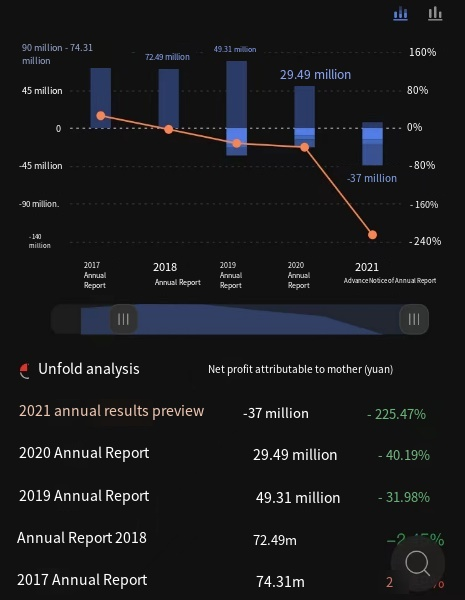 90 million - 74.31
million
72.49 million
49.31 million
29.49 million
-37 million
160%
45 million
80%
0
0%
-45 million
-80%
-90 million.
-160%
-140
million
-240%
2017
Annual
Report
2018
Annual Report
2019
Annual
Report
2020
Annual
Report
2021
Advance Notice of Annual Report
Unfold analysis
Net profit attributable to mother (yuan)
2021 annual results preview
-37 million
- 225.47%
2020 Annual Report
29.49 million
- 40.19%
2019 Annual Report
49.31 million
- 31.98%
Annual Report 2018
72.49m
2017 Annual Report
74.31m